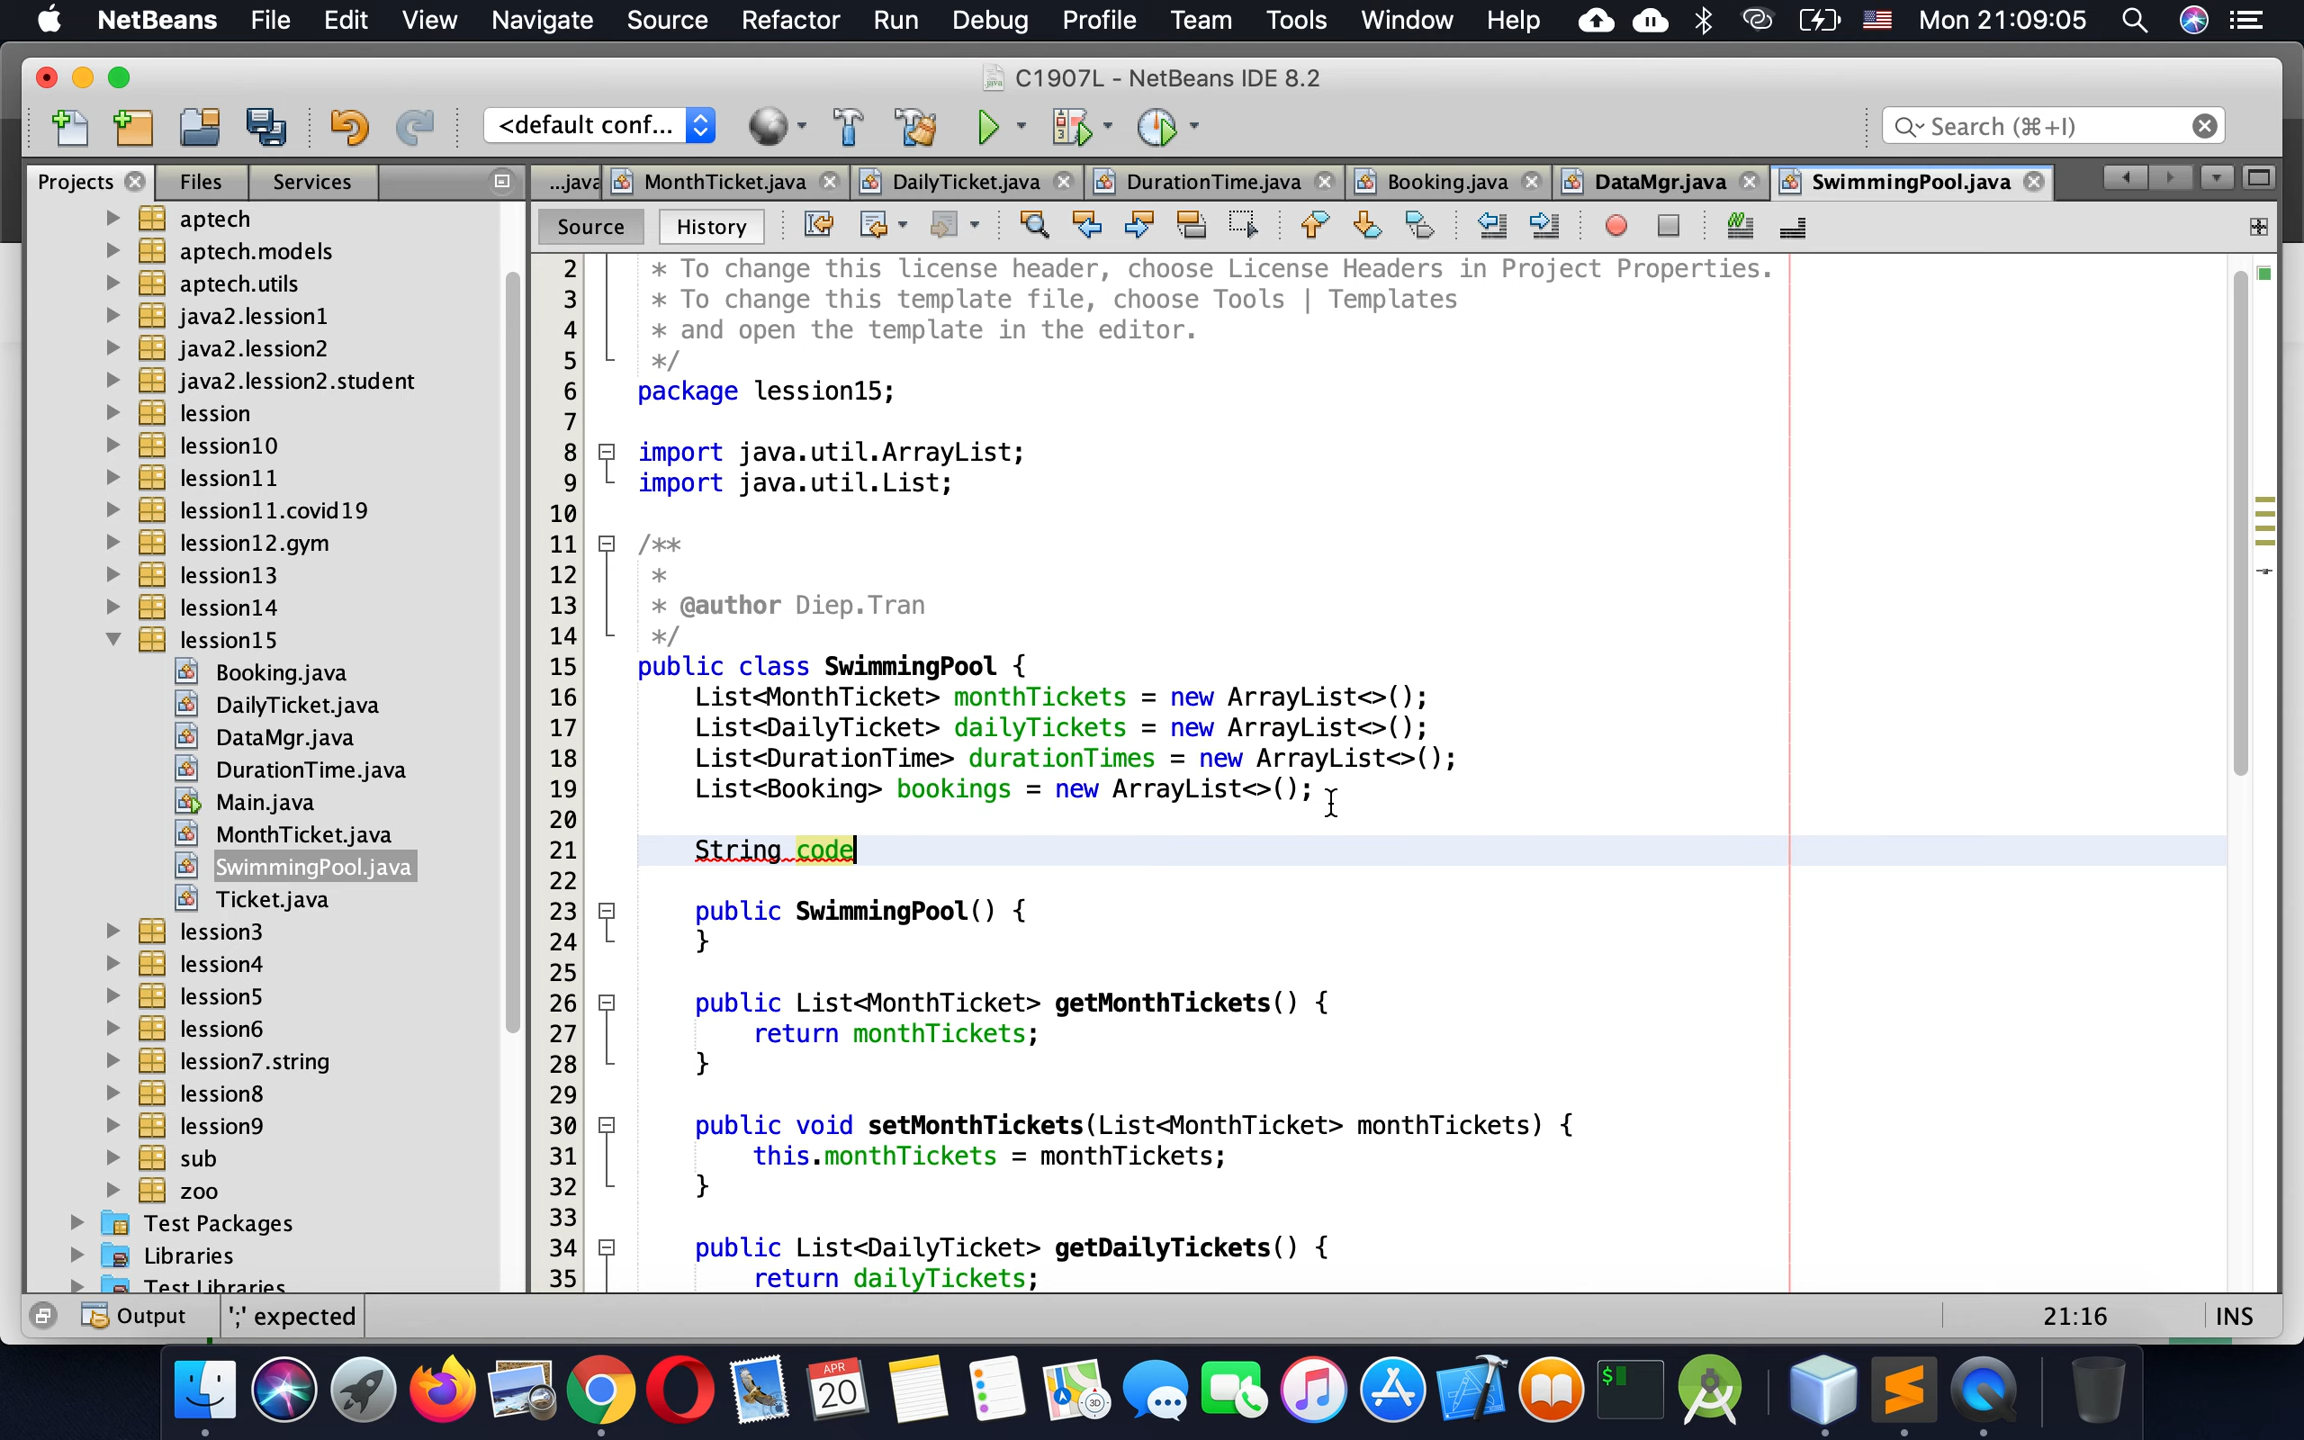 NetBeans File Edit View Navigate Source Refactor Run Debug Profile Team Tools Window Help Mon 21:09:05
C1907L - NetBeans IDE 8.2
<default conf... Search (⌘+I)
Projects Files Services
...java MonthTicket.java DailyTicket.java DurationTime.java Booking.java DataMgr.java SwimmingPool.java
Source History
aptech
aptech.models
aptech.utils
java2.lession1
java2.lession2
java2.lession2.student
lession
lession10
lession11
lession11.covid19
lession12.gym
lession13
lession14
lession15
Booking.java
DailyTicket.java
DataMgr.java
DurationTime.java
Main.java
MonthTicket.java
SwimmingPool.java
Ticket.java
lession3
lession4
lession5
lession6
lession7.string
lession8
lession9
sub
zoo
Test Packages
Libraries
Test Libraries
2 * To change this license header, choose License Headers in Project Properties.
3 * To change this template file, choose Tools | Templates
4 * and open the template in the editor.
5 */
6 package lession15;
7
8 import java.util.ArrayList;
9 import java.util.List;
10
11 /**
12 *
13 * @author Diep.Tran
14 */
15 public class SwimmingPool {
16 List<MonthTicket> monthTickets = new ArrayList<>();
17 List<DailyTicket> dailyTickets = new ArrayList<>();
18 List<DurationTime> durationTimes = new ArrayList<>();
19 List<Booking> bookings = new ArrayList<>();
20
21 String code
22
23 public SwimmingPool() {
24 }
25
26 public List<MonthTicket> getMonthTickets() {
27 return monthTickets;
28 }
29
30 public void setMonthTickets(List<MonthTicket> monthTickets) {
31 this.monthTickets = monthTickets;
32 }
33
34 public List<DailyTicket> getDailyTickets() {
35 return dailyTickets;
Output ';' expected 21:16 INS
APR
20
3D
$